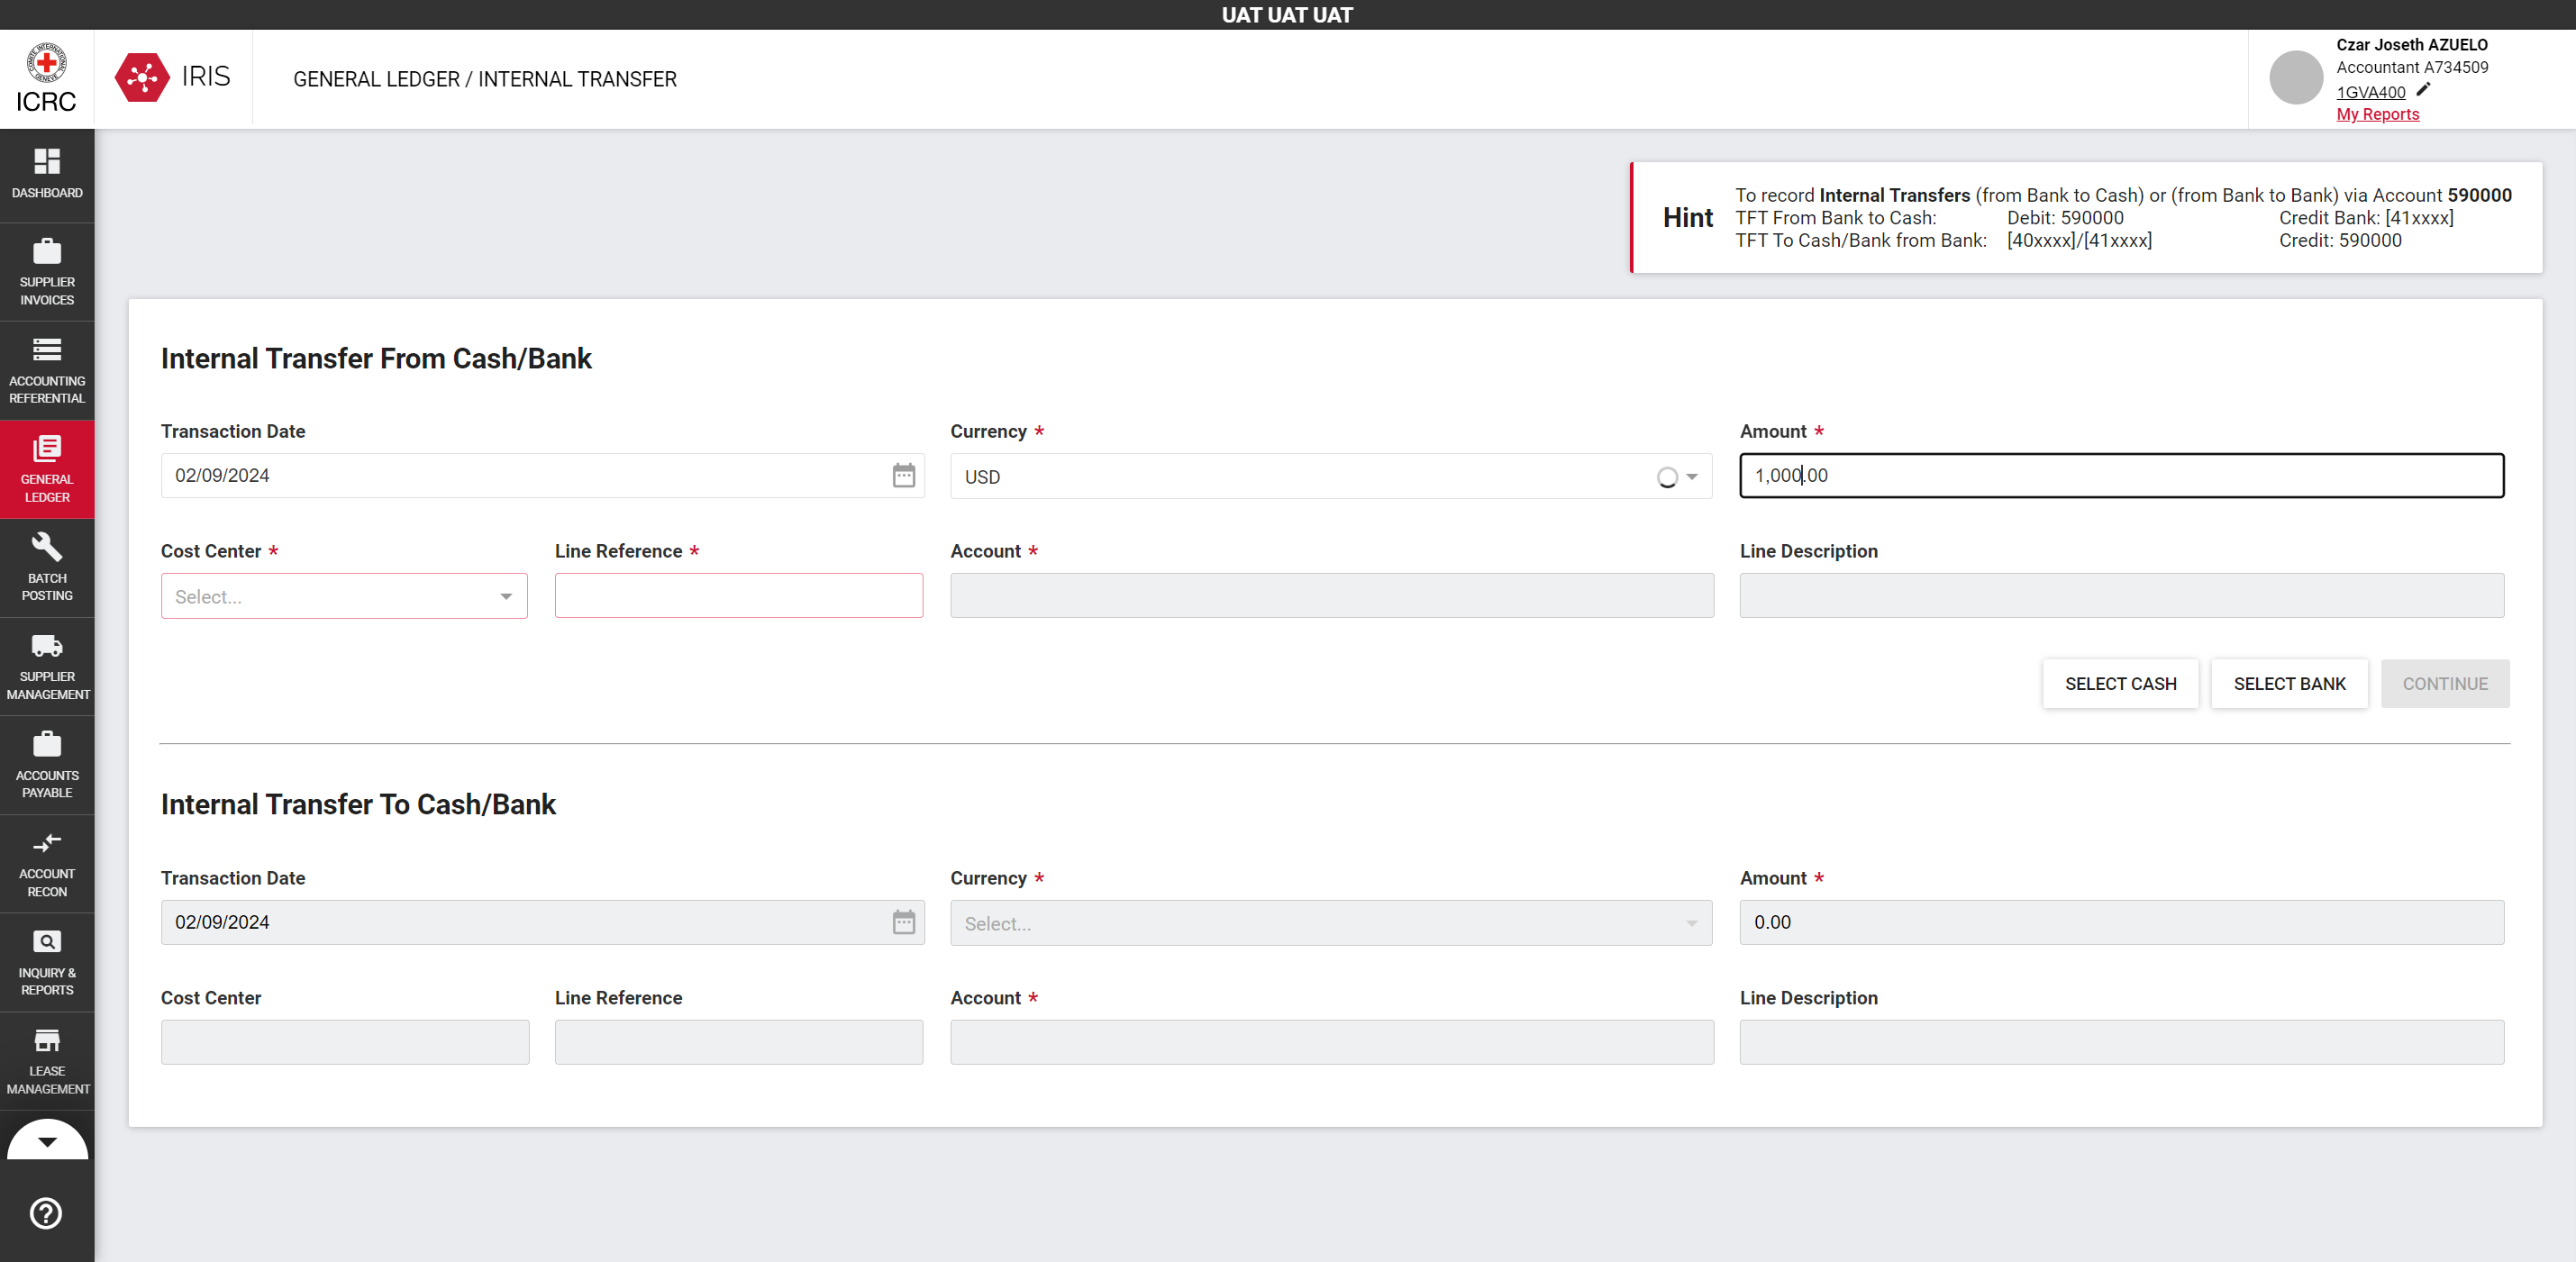 UAT UAT UAT
ICRC
IRIS
GENERAL LEDGER / INTERNAL TRANSFER
Czar Joseth AZUELO
Accountant A734509
1GVA400
My Reports
DASHBOARD
SUPPLIER
INVOICES
ACCOUNTING
REFERENTIAL
GENERAL
LEDGER
BATCH
POSTING
SUPPLIER
MANAGEMENT
ACCOUNTS
PAYABLE
ACCOUNT
RECON
INQUIRY &
REPORTS
LEASE
MANAGEMENT
Hint
To record Internal Transfers (from Bank to Cash) or (from Bank to Bank) via Account 590000
TFT From Bank to Cash: Debit: 590000 Credit Bank: [41xxxx]
TFT To Cash/Bank from Bank: [40xxxx]/[41xxxx] Credit: 590000
Internal Transfer From Cash/Bank
Transaction Date Currency * Amount *
02/09/2024 USD 1,000.00
Cost Center * Line Reference * Account * Line Description
Select...
SELECT CASH SELECT BANK CONTINUE
Internal Transfer To Cash/Bank
Transaction Date Currency * Amount *
02/09/2024 Select... 0.00
Cost Center Line Reference Account * Line Description